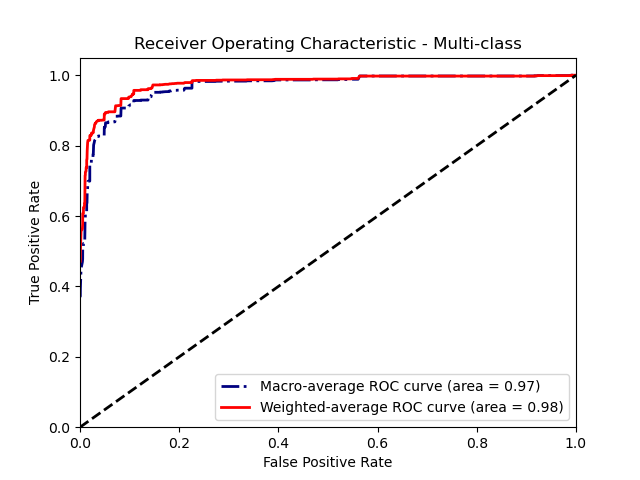 Receiver Operating Characteristic - Multi-class
True Positive Rate
1.0
0.8
0.6
0.4
0.2
0.0
Macro-average ROC curve (area = 0.97)
Weighted-average ROC curve (area = 0.98)
0.0 0.2 0.4 0.6 0.8 1.0
False Positive Rate